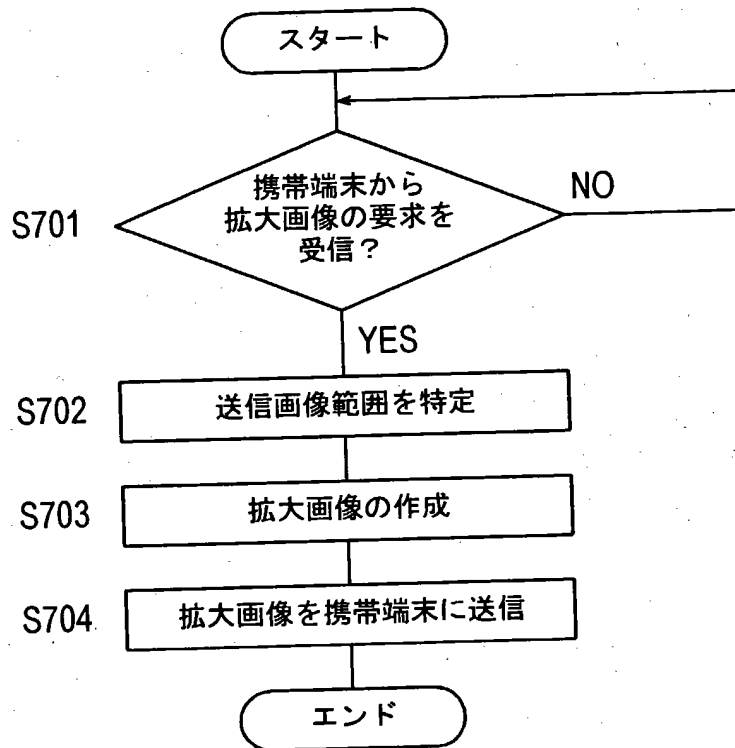 スタート
携帯端末から
拡大画像の要求を
受信？
NO
S701
YES
S702
送信画像範囲を特定
S703
拡大画像の作成
S704
拡大画像を携帯端末に送信
エンド